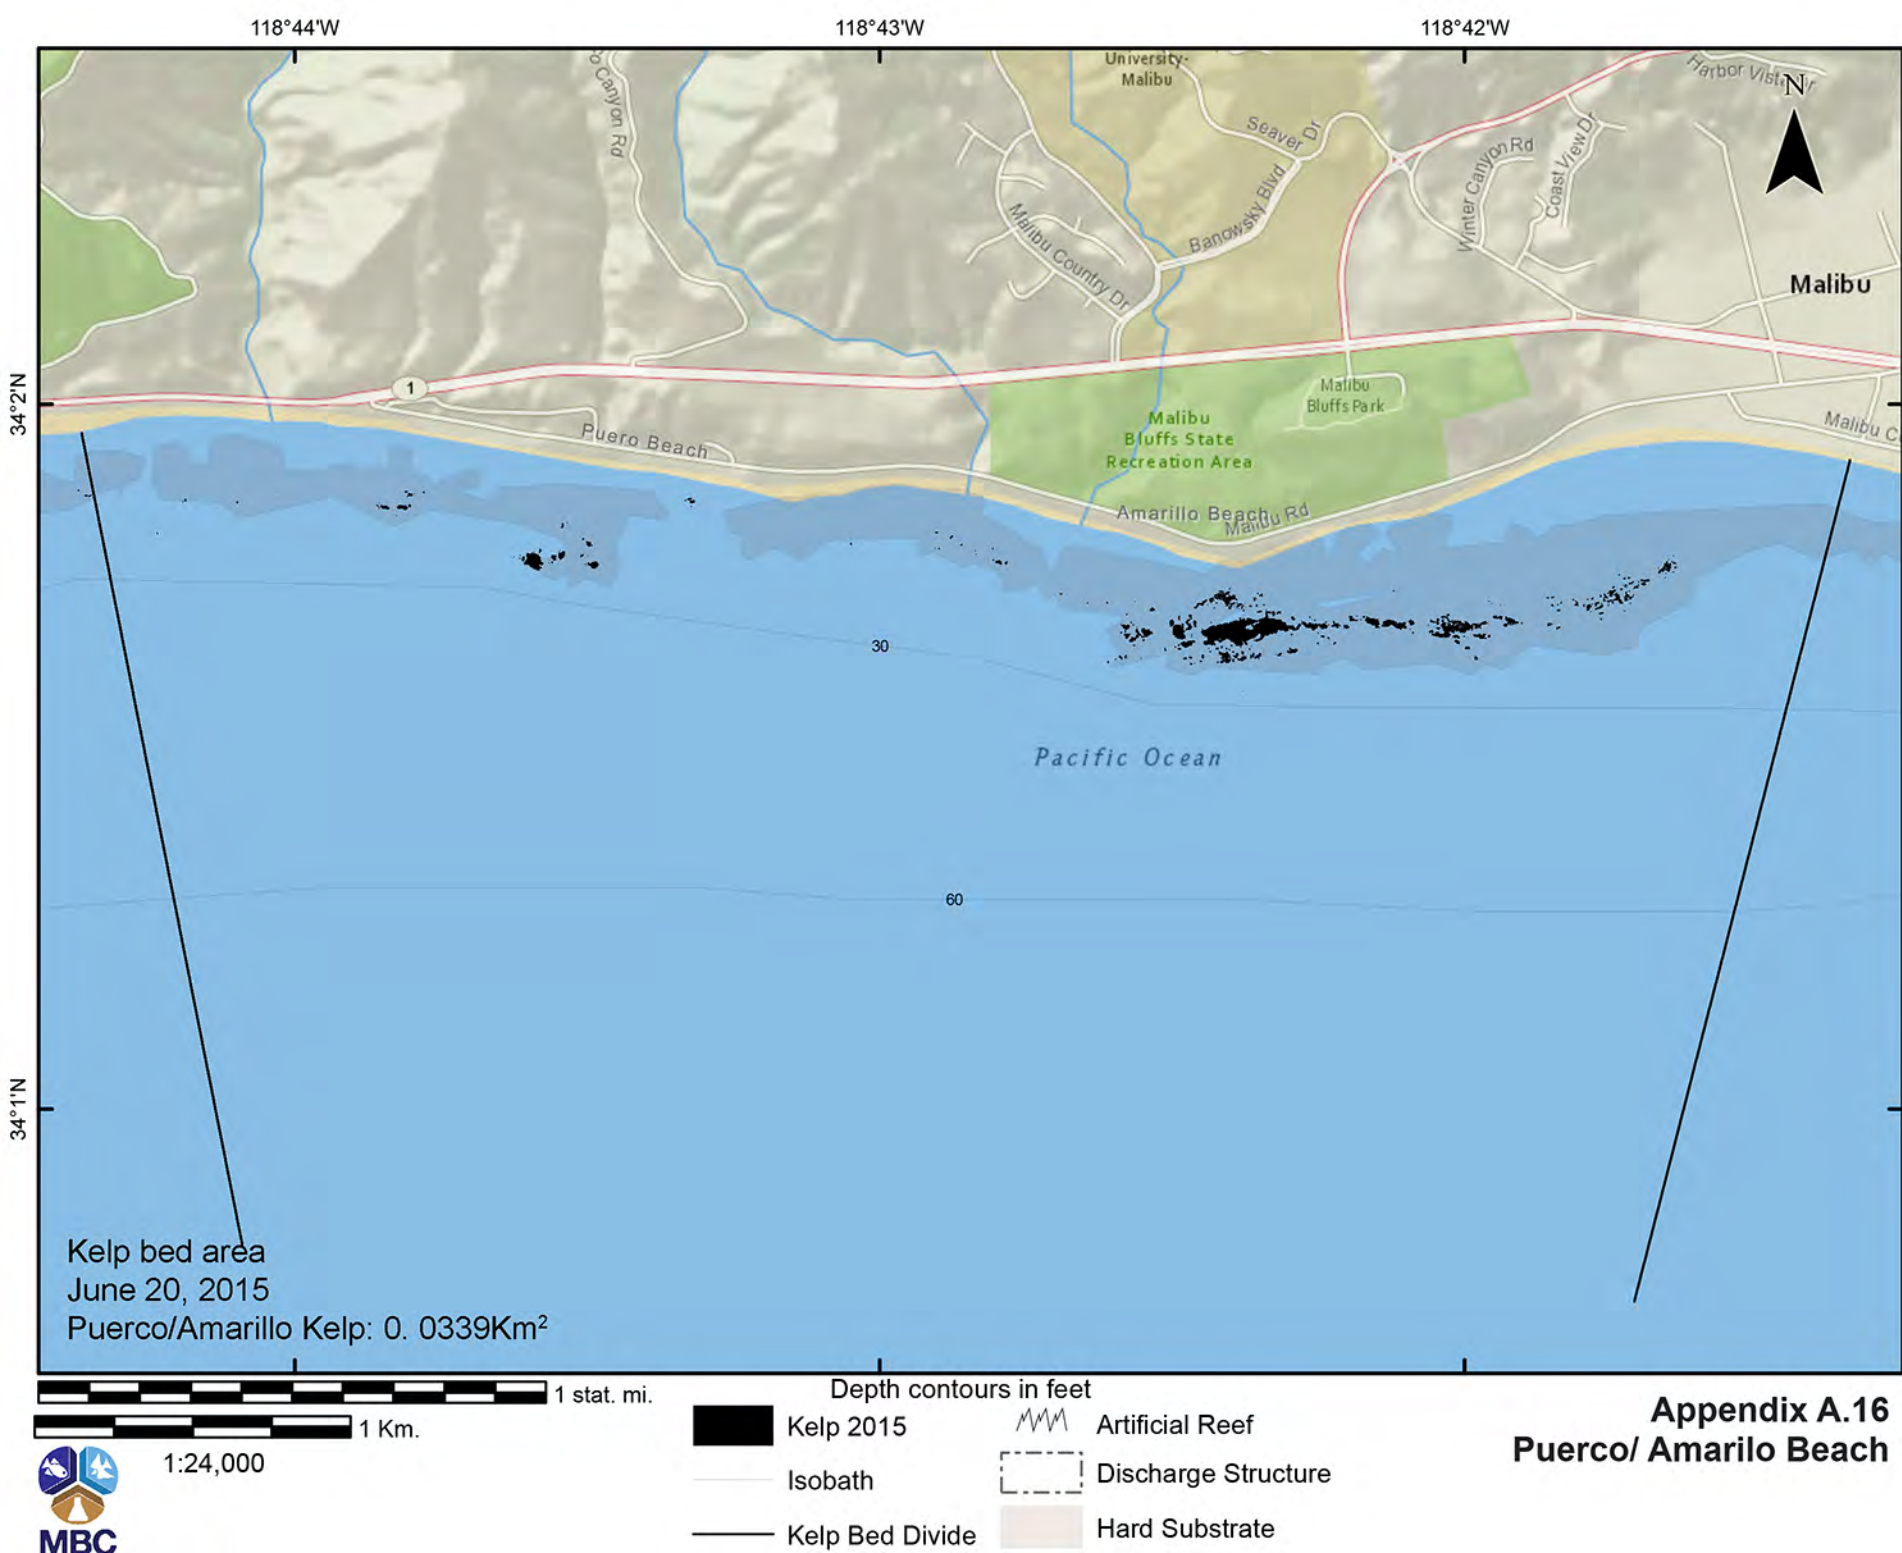 118°44'W
118°43'W
118°42'W
University-
Malibu
Harbor Vista Dr
N
o Canyon Rd
Seaver Dr
Winter Canyon Rd
Coast View Dr
Banowsky Blvd
Malibu Country Dr
Malibu
34°2'N
1
Malibu
Bluffs Park
Malibu
Bluffs State
Recreation Area
Malibu C
Puero Beach
Amarillo Beach
Malibu Rd
30
Pacific Ocean
60
34°1'N
Kelp bed area
June 20, 2015
Puerco/Amarillo Kelp: 0. 0339Km²
1 stat. mi.
1 Km.
1:24,000
MBC
Depth contours in feet
Kelp 2015
Isobath
Kelp Bed Divide
Artificial Reef
Discharge Structure
Hard Substrate
Appendix A.16
Puerco/ Amarilo Beach